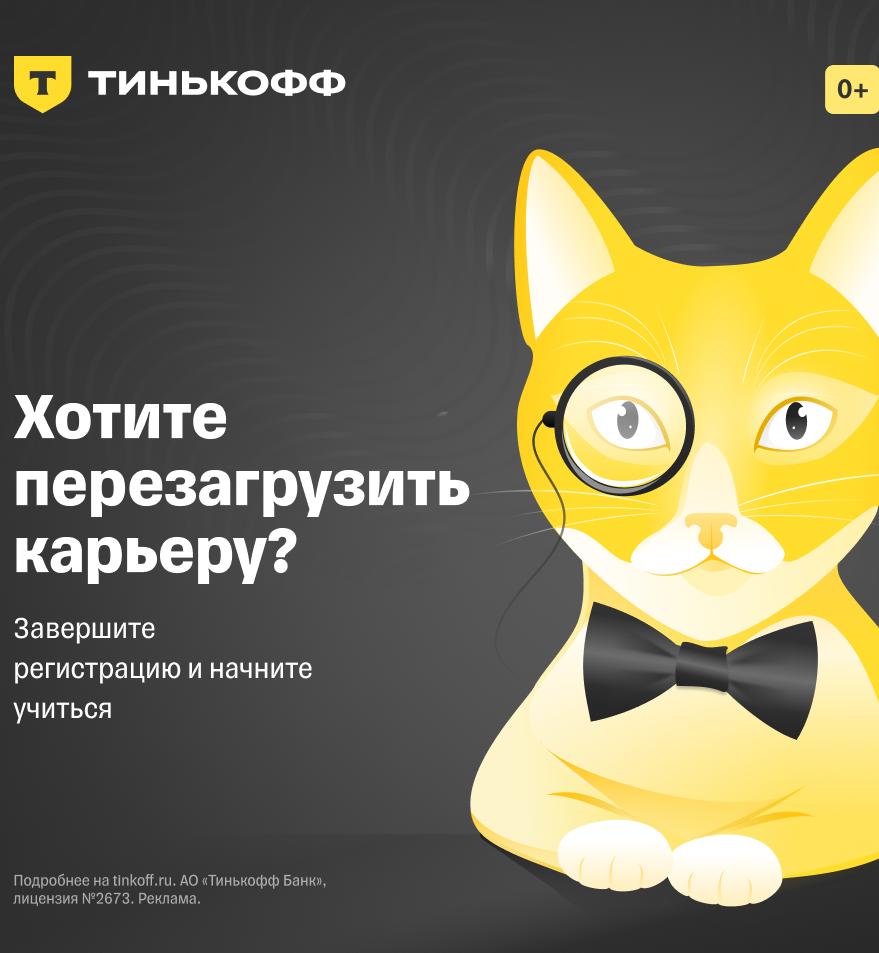 Т ТИНЬКОФФ
0+
Хотите
перезагрузить
карьеру?
Завершите
регистрацию и начните
учиться
Подробнее на tinkoff.ru. АО «Тинькофф Банк»,
лицензия №2673. Реклама.